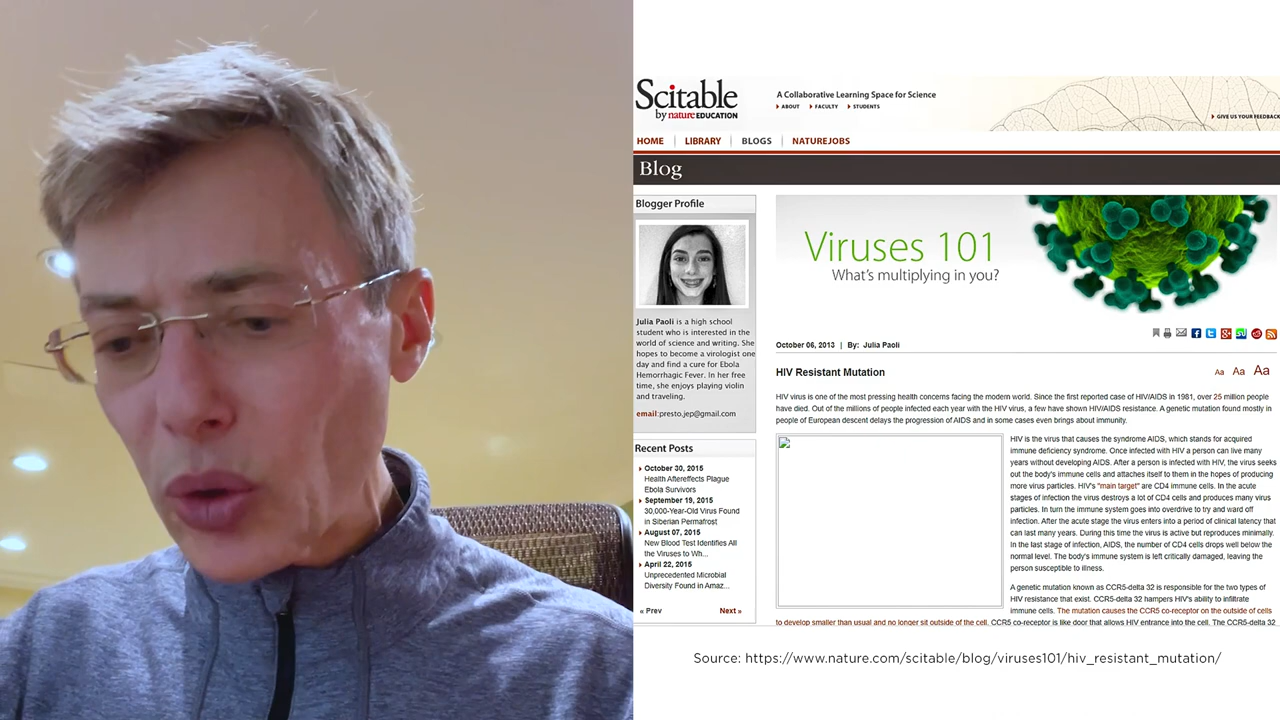 Scitable
by natureEDUCATION
A Collaborative Learning Space for Science
ABOUT FACULTY STUDENTS
GIVE US YOUR FEEDBACK
HOME LIBRARY BLOGS NATUREJOBS
Blog
Blogger Profile
Julia Paoli is a high school
student who is interested in the
world of science and writing. She
hopes to become a virologist one
day and find a cure for Ebola
Hemorrhagic Fever. In her free
time, she enjoys playing violin
and traveling.
email:presto.jep@gmail.com
Recent Posts
October 30, 2015
Health Aftereffects Plague
Ebola Survivors
September 19, 2015
30,000-Year-Old Virus Found
in Siberian Permafrost
August 07, 2015
New Blood Test Identifies All
the Viruses to Wh...
April 22, 2015
Unprecedented Microbial
Diversity Found in Amaz...
« Prev Next »
Viruses 101
What's multiplying in you?
October 06, 2013 | By: Julia Paoli
HIV Resistant Mutation
Aa Aa Aa
HIV virus is one of the most pressing health concerns facing the modern world. Since the first reported case of HIV/AIDS in 1981, over 25 million people
have died. Out of the millions of people infected each year with the HIV virus, a few have shown HIV/AIDS resistance. A genetic mutation found mostly in
people of European descent delays the progression of AIDS and in some cases even brings about immunity.
HIV is the virus that causes the syndrome AIDS, which stands for acquired
immune deficiency syndrome. Once infected with HIV a person can live many
years without developing AIDS. After a person is infected with HIV, the virus seeks
out the body's immune cells and attaches itself to them in the hopes of producing
more virus particles. HIV's "main target" are CD4 immune cells. In the acute
stages of infection the virus destroys a lot of CD4 cells and produces many virus
particles. In turn the immune system goes into overdrive to try and ward off
infection. After the acute stage the virus enters into a period of clinical latency that
can last many years. During this time the virus is active but reproduces minimally.
In the last stage of infection, AIDS, the number of CD4 cells drops well below the
normal level. The body's immune system is left critically damaged, leaving the
person susceptible to illness.
A genetic mutation known as CCR5-delta 32 is responsible for the two types of
HIV resistance that exist. CCR5-delta 32 hampers HIV's ability to infiltrate
immune cells. The mutation causes the CCR5 co-receptor on the outside of cells
to develop smaller than usual and no longer sit outside of the cell. CCR5 co-receptor is like door that allows HIV entrance into the cell. The CCR5-delta 32
Source: https://www.nature.com/scitable/blog/viruses101/hiv_resistant_mutation/